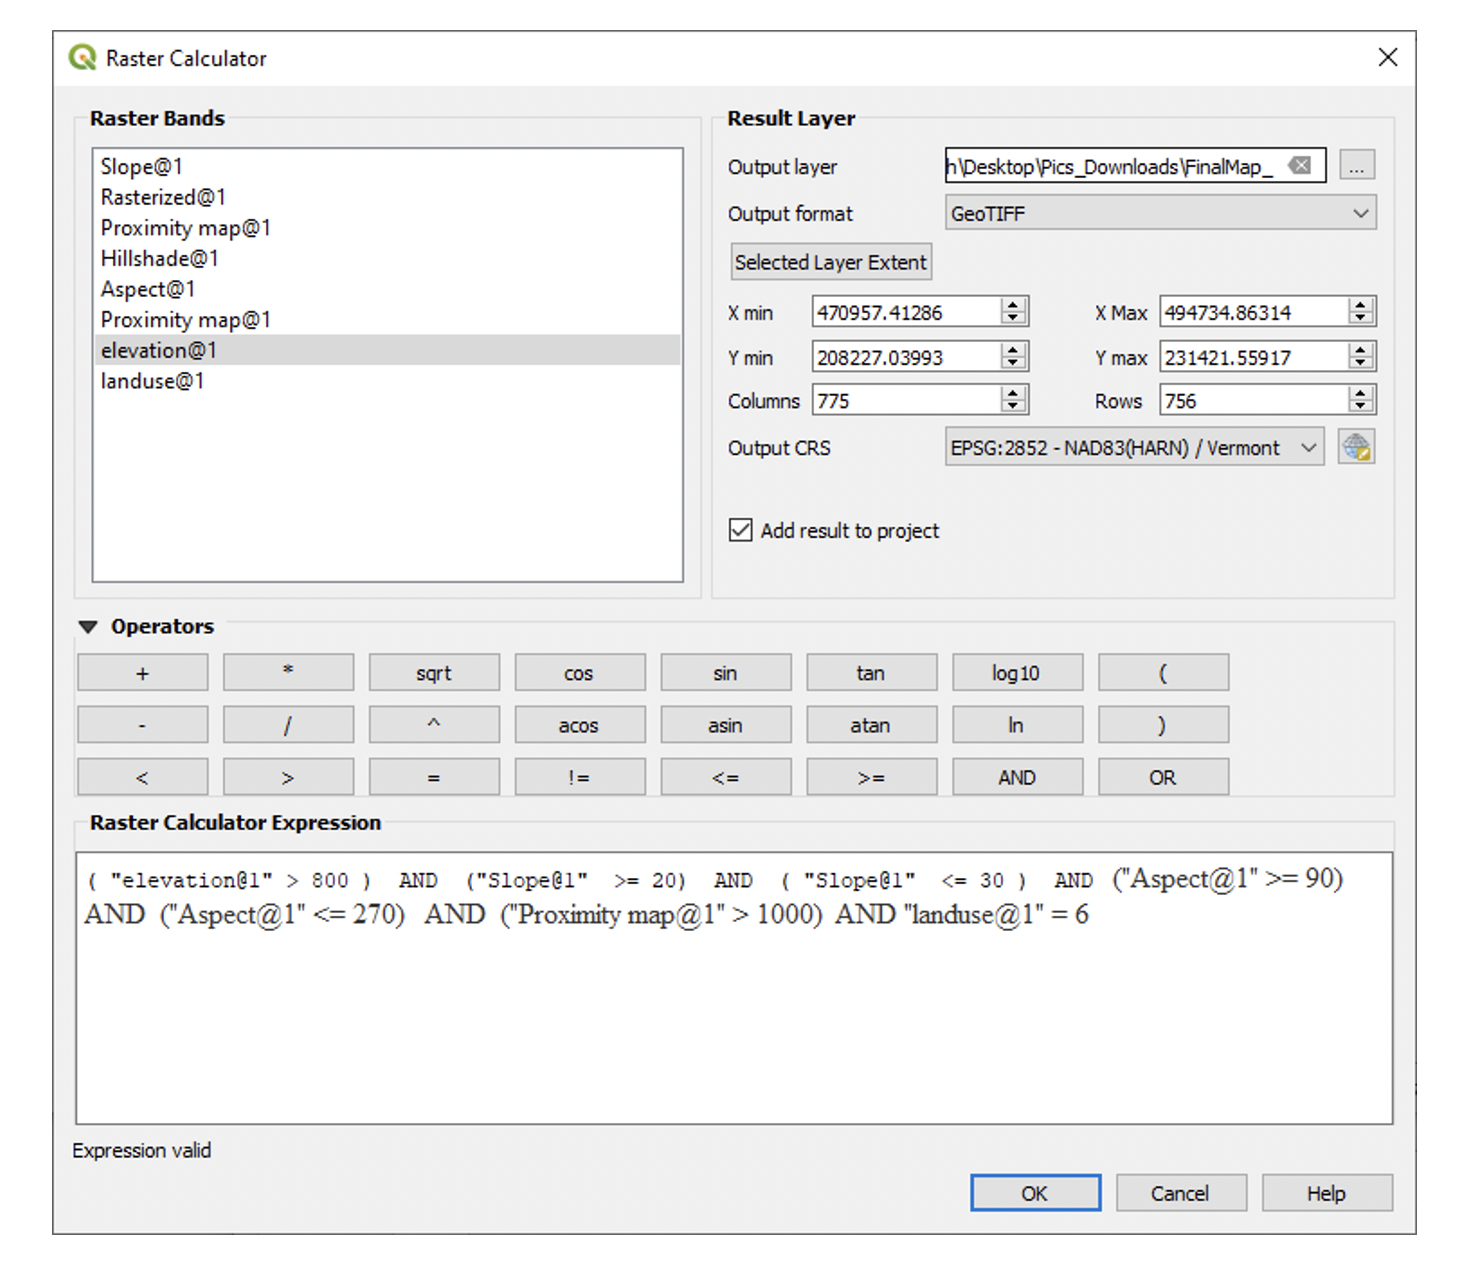 Raster Calculator
Raster Bands
Slope@1
Rasterized@1
Proximity map@1
Hillshade@1
Aspect@1
Proximity map@1
elevation@1
landuse@1
Result Layer
Output layer h\Desktop\Pics_Downloads\FinalMap_ ...
Output format GeoTIFF
Selected Layer Extent
X min 470957.41286 X Max 494734.86314
Y min 208227.03993 Y max 231421.55917
Columns 775 Rows 756
Output CRS EPSG:2852 - NAD83(HARN) / Vermont
Add result to project
Operators
+ * sqrt cos sin tan log10 (
- / ^ acos asin atan ln )
< > = != <= >= AND OR
Raster Calculator Expression
( "elevation@1" > 800 ) AND ("Slope@1" >= 20) AND ( "Slope@1" <= 30 ) AND ("Aspect@1" >= 90)
AND ("Aspect@1" <= 270) AND ("Proximity map@1" > 1000) AND "landuse@1" = 6
Expression valid
OK Cancel Help